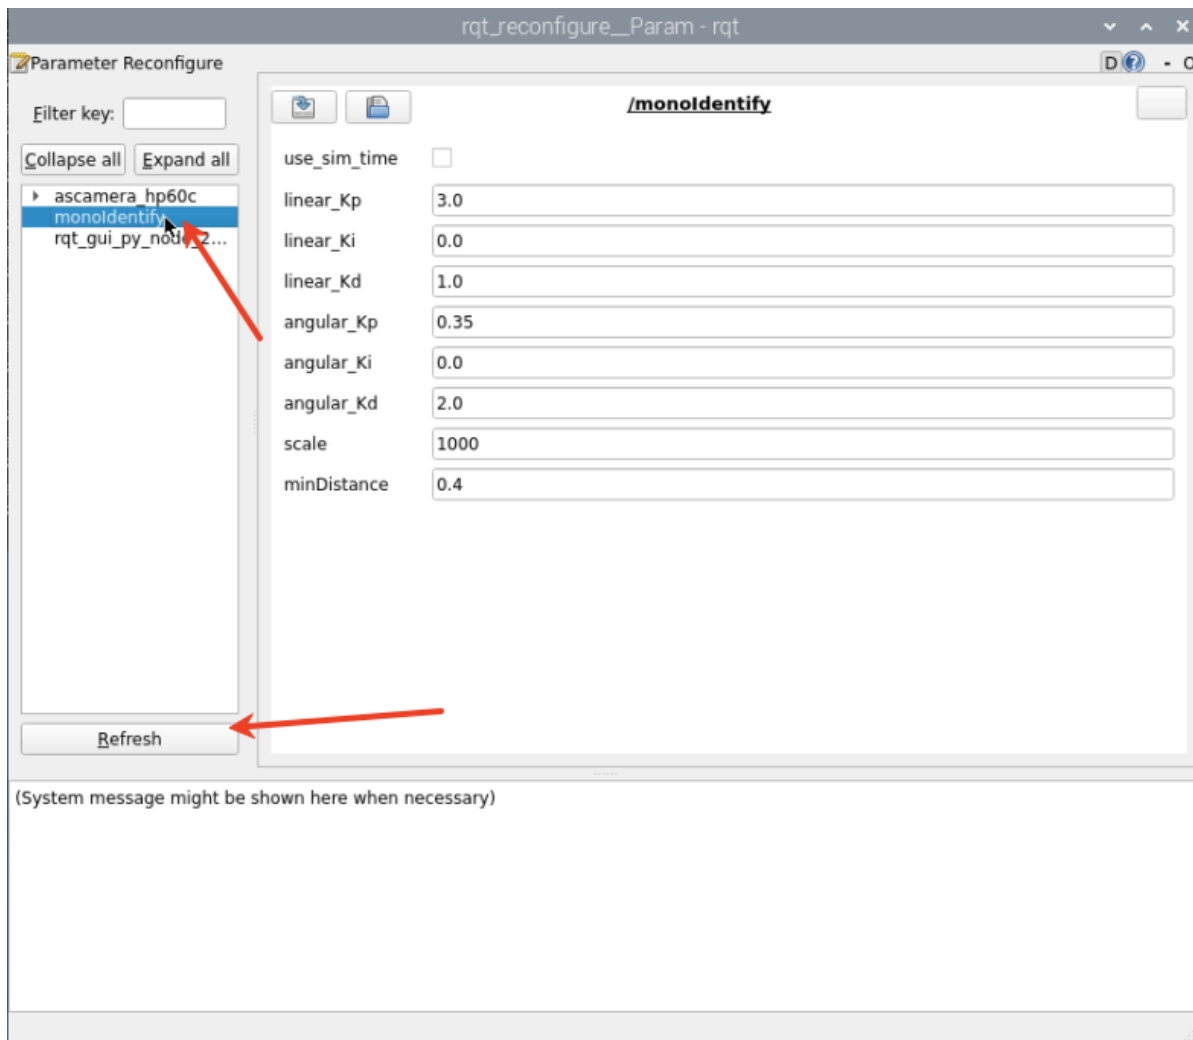 rqt_reconfigure__Param - rqt
Parameter Reconfigure
D
Filter key:
Collapse all
Expand all
ascamera_hp60c
monoIdentify
rqt_gui_py_node_2...
Refresh
/monoIdentify
use_sim_time
linear_Kp 3.0
linear_Ki 0.0
linear_Kd 1.0
angular_Kp 0.35
angular_Ki 0.0
angular_Kd 2.0
scale 1000
minDistance 0.4
(System message might be shown here when necessary)